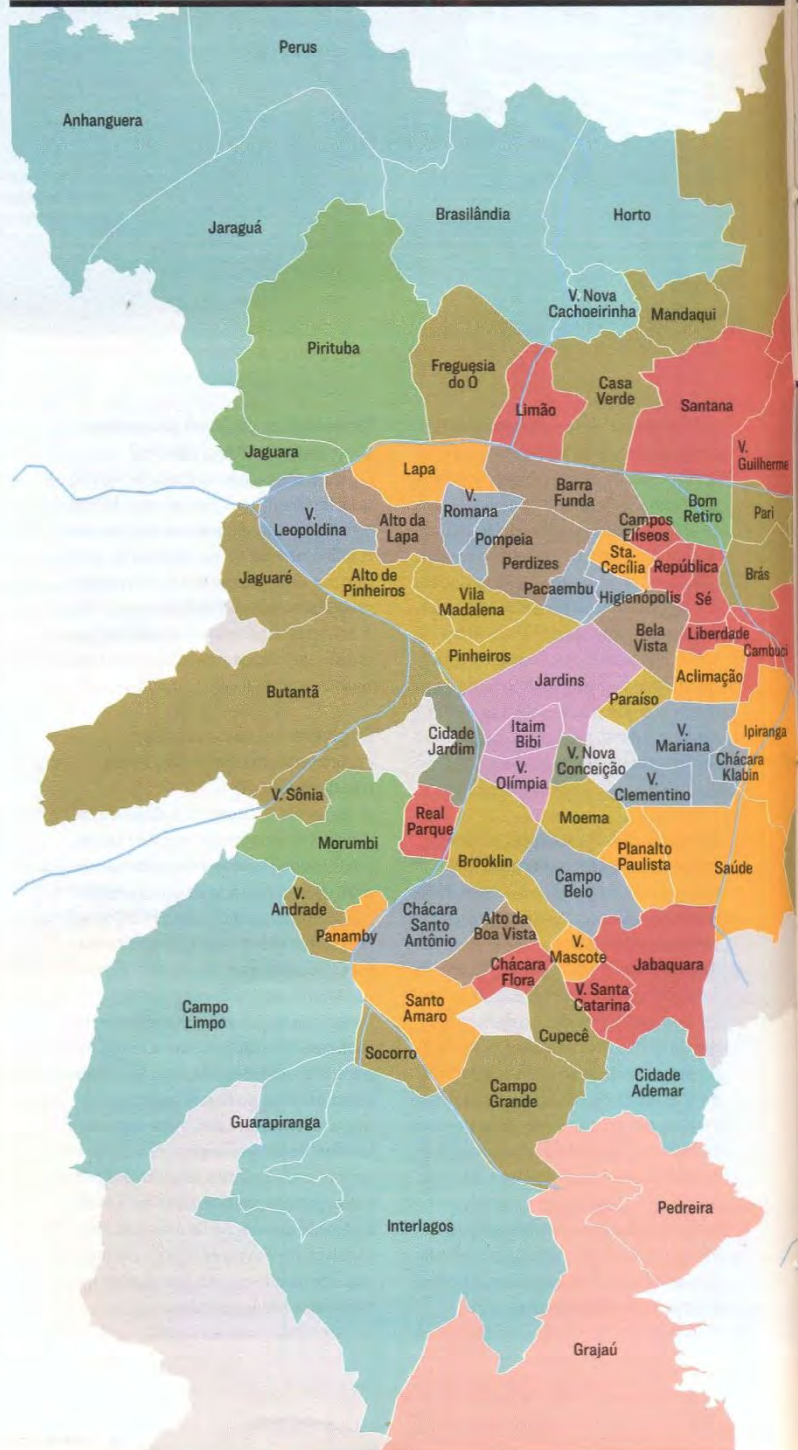 Perus
Anhanguera
Jaraguá
Brasilândia
Horto
V. Nova
Cachoeirinha
Mandaqui
Pirituba
Freguesia
do Ó
Limão
Casa
Verde
Santana
V.
Guilherme
Jaguara
Lapa
V.
Leopoldina
Alto da
Lapa
V.
Romana
Pompeia
Barra
Funda
Perdizes
Campos
Elíseos
Bom
Retiro
Pari
Sta.
Cecília
República
Brás
Jaguaré
Alto de
Pinheiros
Vila
Madalena
Pacaembu
Higienópolis
Sé
Pinheiros
Bela
Vista
Liberdade
Cambuci
Butantã
Jardins
Aclimação
Paraíso
Cidade
Jardim
Itaim
Bibi
V.
Olímpia
V. Nova
Conceição
V.
Mariana
Ipiranga
Chácara
Klabin
V.
Clementino
V. Sônia
Real
Parque
Morumbi
Moema
Brooklin
Planalto
Paulista
Saúde
Campo
Belo
V.
Andrade
Panamby
Chácara
Santo
Antônio
Alto da
Boa Vista
V.
Mascote
Jabaquara
Chácara
Flora
V. Santa
Catarina
Campo
Limpo
Santo
Amaro
Cupecê
Socorro
Campo
Grande
Cidade
Ademar
Guarapiranga
Interlagos
Pedreira
Grajaú